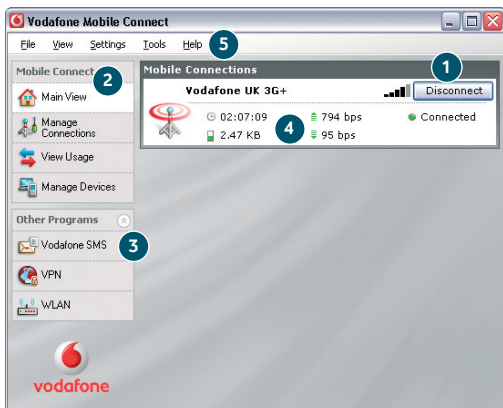 Vodafone Mobile Connect
File View Settings Tools Help 5
Mobile Connect 2
Main View
Manage
Connections
View Usage
Manage Devices
Other Programs
Vodafone SMS 3
VPN
WLAN
vodafone
Mobile Connections
1
Vodafone UK 3G+ Disconnect
02:07:09 794 bps Connected
4
2.47 KB 95 bps